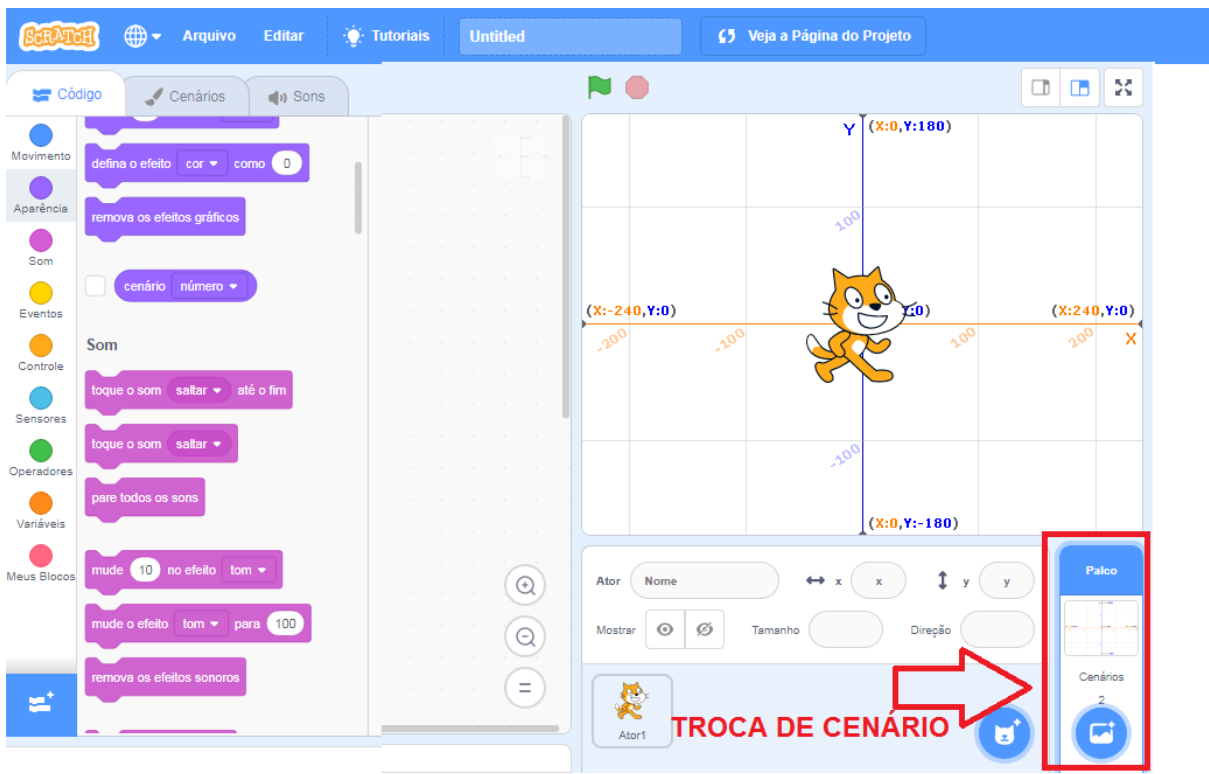 SCRATCH
Arquivo
Editar
Tutoriais
Untitled
Veja a Página do Projeto
Código
Cenários
Sons
Movimento
Aparência
Som
Eventos
Controle
Sensores
Operadores
Variáveis
Meus Blocos
defina o efeito cor como 0
remova os efeitos gráficos
cenário número
Som
toque o som saltar até o fim
toque o som saltar
pare todos os sons
mude 10 no efeito tom
mude o efeito tom para 100
remova os efeitos sonoros
Y (X:0,Y:180)
100
(X:-240,Y:0)
:0)
(X:240,Y:0)
-200
-100
100
200
X
-100
(X:0,Y:-180)
Ator Nome x x y y
Mostrar Tamanho Direção
Ator1
TROCA DE CENÁRIO
Palco
Cenários
2